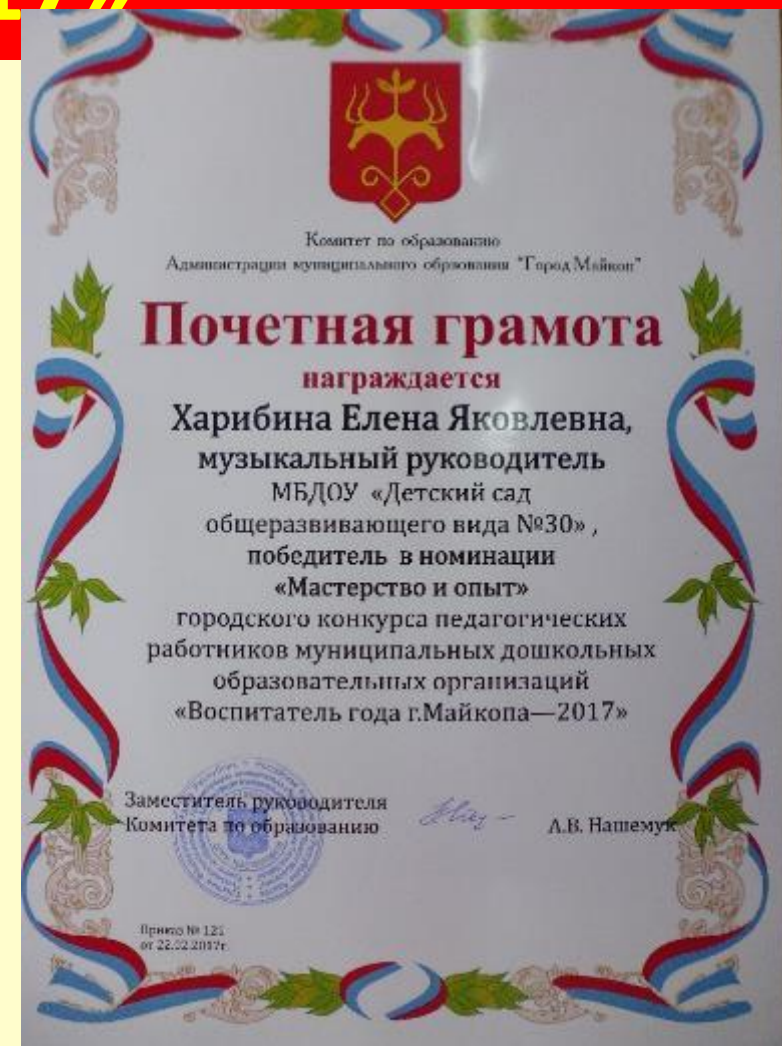 Комитет по образованию
Администрации муниципального образования "Город Майкоп"
Почетная грамота
награждается
Харибина Елена Яковлевна,
музыкальный руководитель
МБДОУ «Детский сад
общеразвивающего вида №30» ,
победитель в номинации
«Мастерство и опыт»
городского конкурса педагогических
работников муниципальных дошкольных
образовательных организаций
«Воспитатель года г.Майкопа—2017»
Заместитель руководителя
Комитета по образованию
А.В. Нашемук
Приказ № 121
от 22.02.2017г.